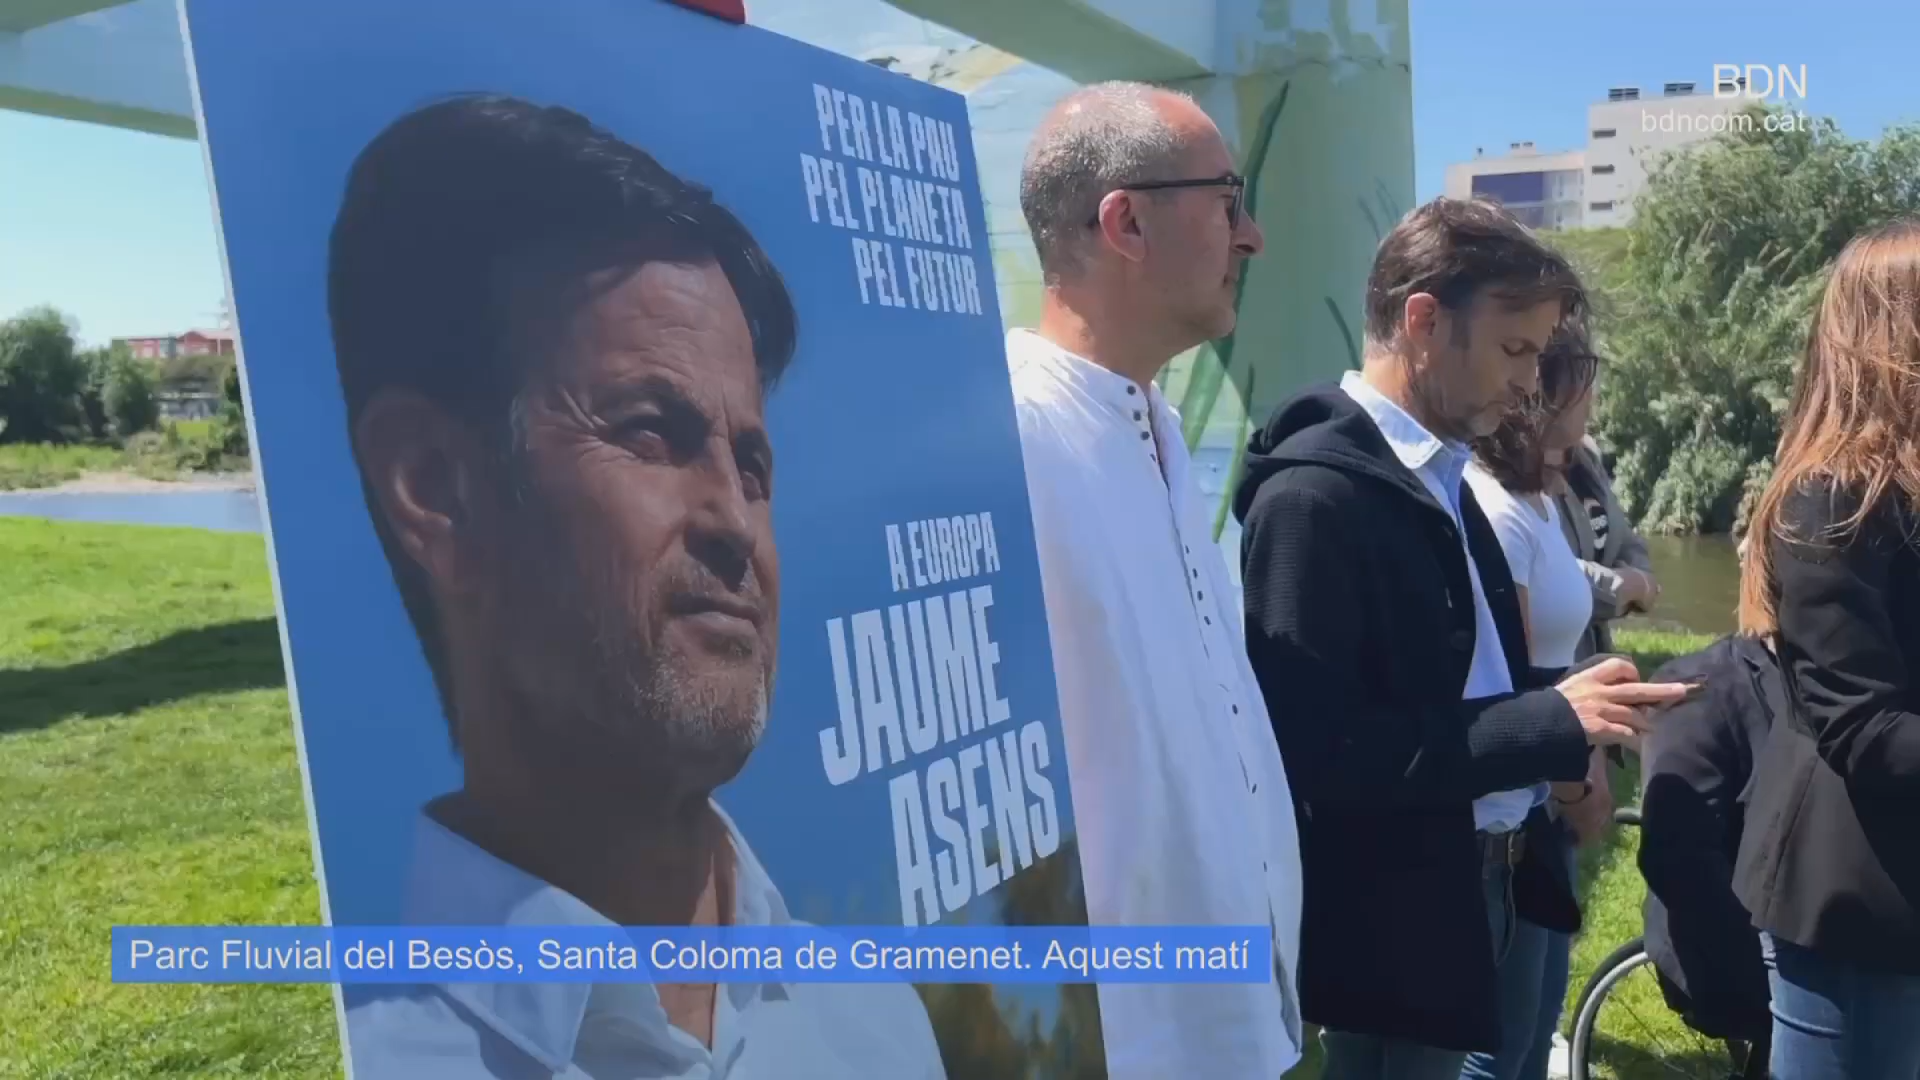 BDN
bdncom.cat
PER LA PAU
PEL PLANETA
PEL FUTUR
A EUROPA
JAUME
ASENS
Parc Fluvial del Besòs, Santa Coloma de Gramenet. Aquest matí